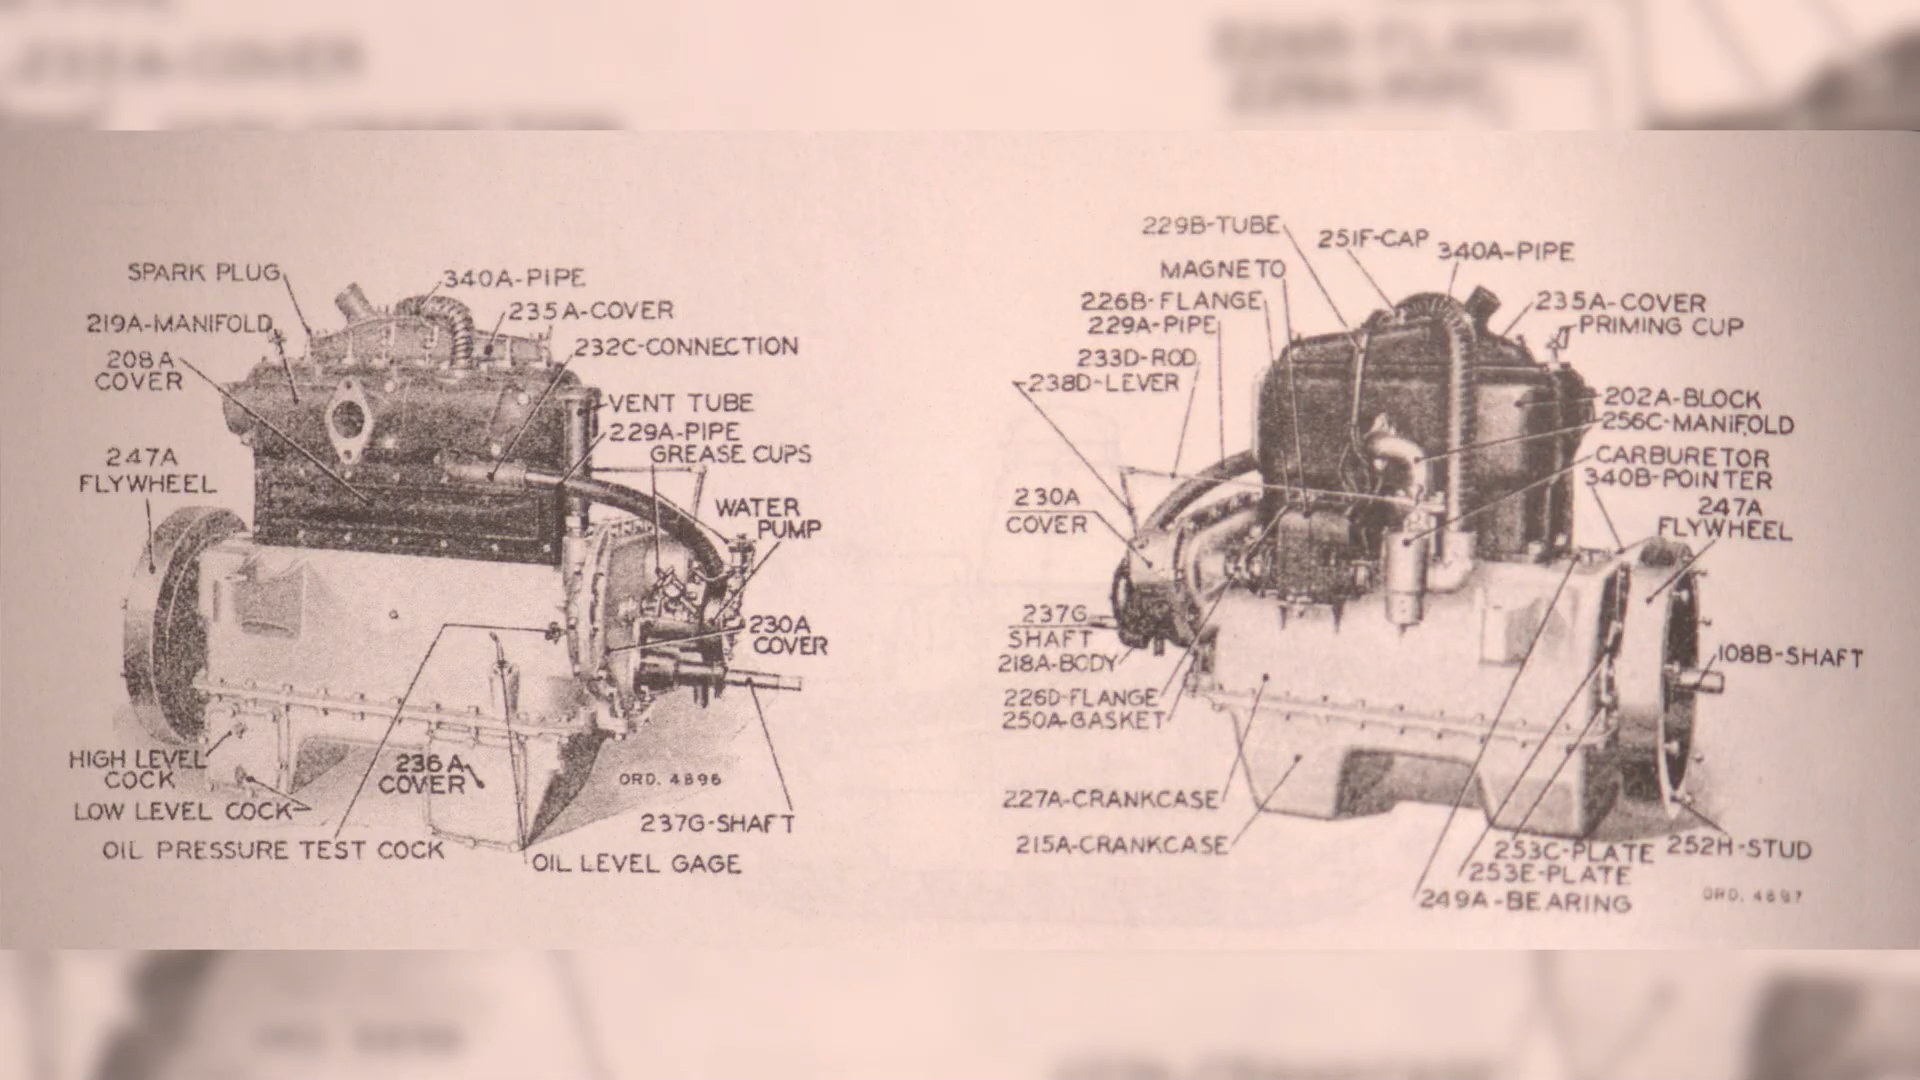 SPARK PLUG
340A-PIPE
219A-MANIFOLD
235A-COVER
208A
COVER
232C-CONNECTION
VENT TUBE
229A-PIPE
GREASE CUPS
247A
FLYWHEEL
WATER
PUMP
230A
COVER
HIGH LEVEL
COCK
236A
COVER
ORD. 4896
LOW LEVEL COCK
237G-SHAFT
OIL PRESSURE TEST COCK
OIL LEVEL GAGE
229B-TUBE
251F-CAP
340A-PIPE
MAGNETO
226B-FLANGE
235A-COVER
229A-PIPE
PRIMING CUP
233D-ROD
238D-LEVER
202A-BLOCK
256C-MANIFOLD
CARBURETOR
340B-POINTER
230A
COVER
247A
FLYWHEEL
237G
SHAFT
218A-BODY
108B-SHAFT
226D-FLANGE
250A-GASKET
227A-CRANKCASE
215A-CRANKCASE
253C-PLATE
252H-STUD
253E-PLATE
249A-BEARING
ORD. 4897